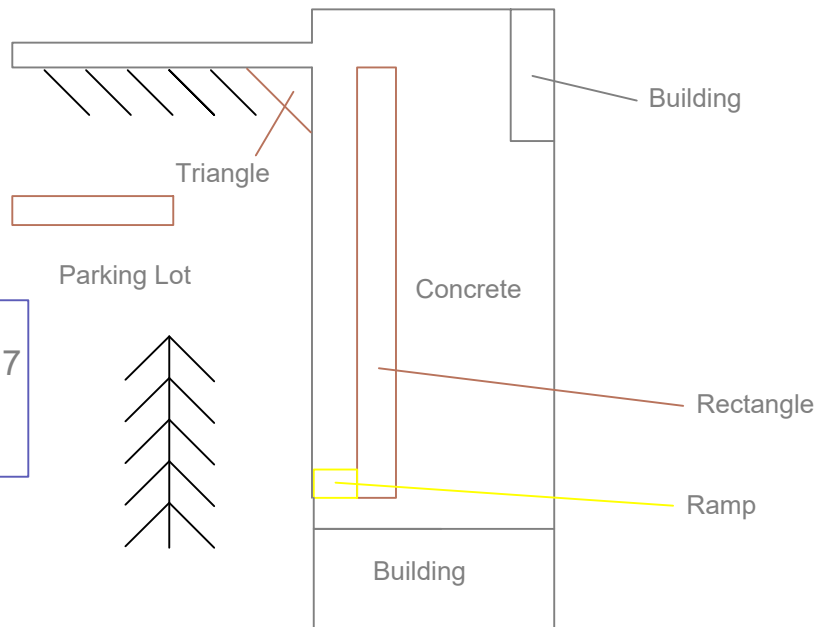 Building
Triangle
Parking Lot
Concrete
7
Rectangle
Ramp
Building